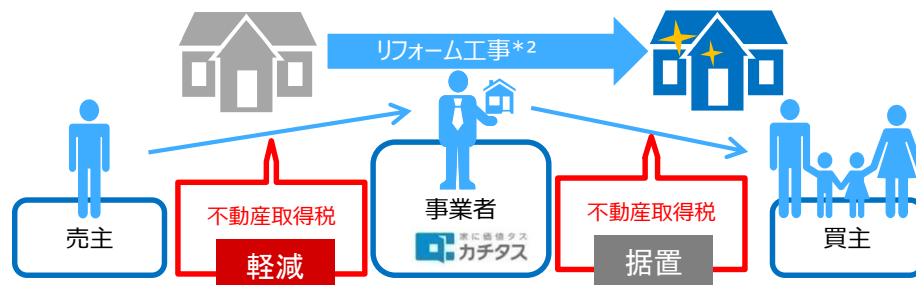 リフォーム工事*²
不動産取得税
軽減
売主
事業者
家に価値タス
カチタス
不動産取得税
据置
買主